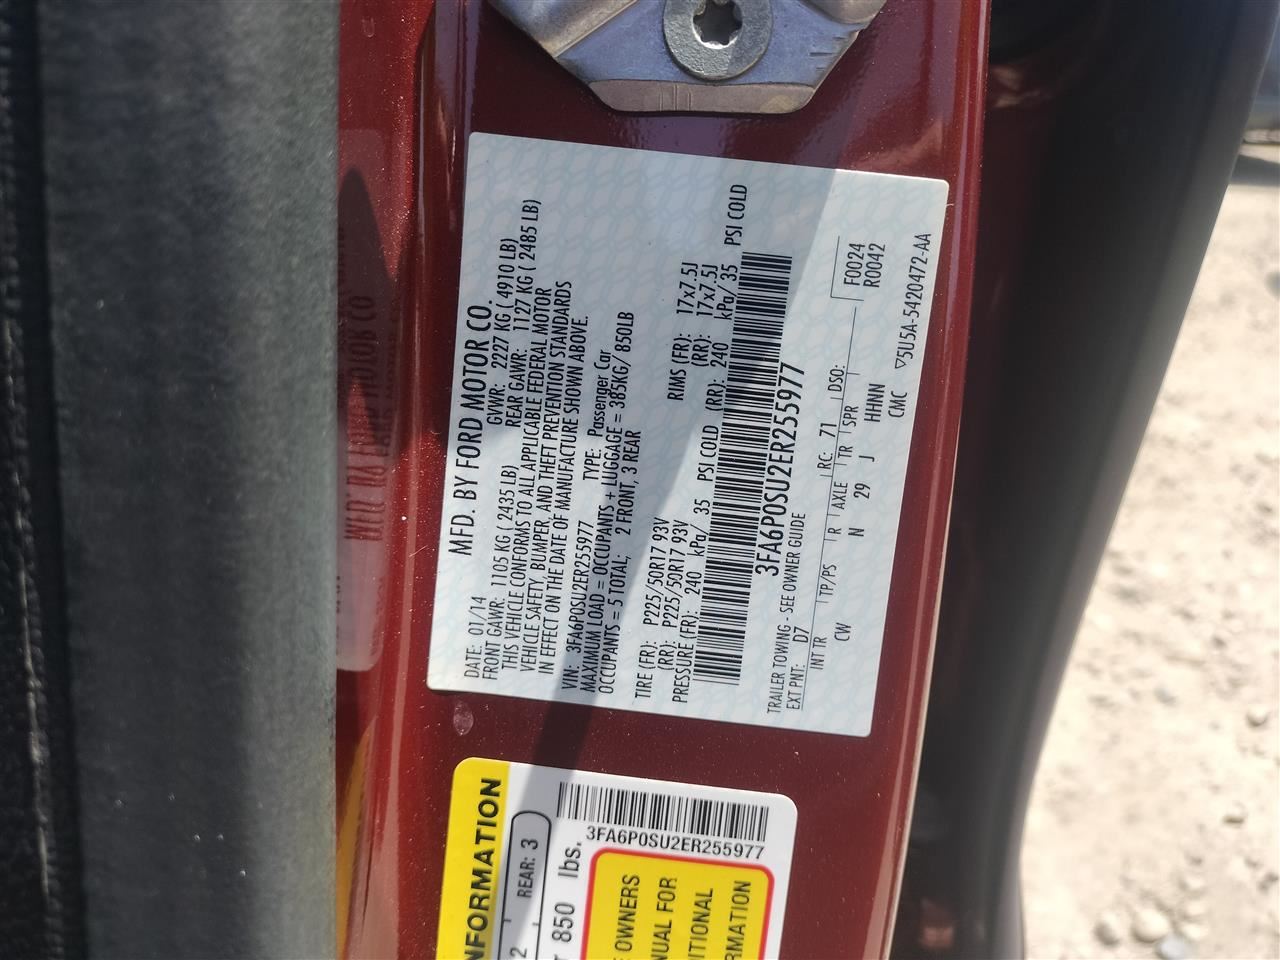 MFD. BY FORD MOTOR CO.
DATE: 01/14 GVWR: 2227 KG ( 4910 LB)
FRONT GAWR: 1105 KG ( 2435 LB) REAR GAWR: 1127 KG ( 2485 LB)
THIS VEHICLE CONFORMS TO ALL APPLICABLE FEDERAL MOTOR
VEHICLE SAFETY, BUMPER, AND THEFT PREVENTION STANDARDS
IN EFFECT ON THE DATE OF MANUFACTURE SHOWN ABOVE.
VIN: 3FA6P0SU2ER255977 TYPE: Passenger Car
MAXIMUM LOAD = OCCUPANTS + LUGGAGE = 385KG/ 850LB
OCCUPANTS = 5 TOTAL; 2 FRONT, 3 REAR
TIRE (FR): P225/50R17 93V RIMS (FR): 17x7.5J
(RR): P225/50R17 93V (RR): 17x7.5J
PRESSURE (FR): 240 kPa/ 35 PSI COLD (RR): 240 kPa/ 35 PSI COLD
3FA6P0SU2ER255977
TRAILER TOWING - SEE OWNER GUIDE
EXT PNT: D7 RC: 71 DSO: F0024
INT TR TP/PS R AXLE TR SPR R0042
CW N 29 J HHNN
CMC ▽5U5A-5420472-AA
NFORMATION
2 REAR: 3
850 lbs.
3FA6P0SU2ER255977
OWNERS
NUAL FOR
DITIONAL
RMATION